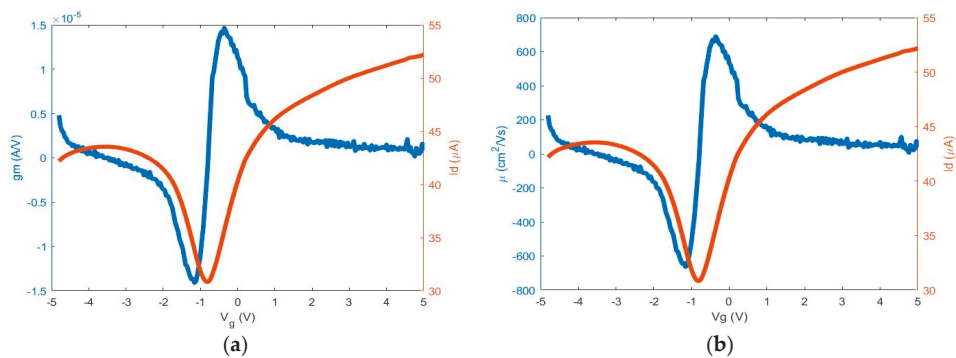 ×10⁻⁵
1.5
1
0.5
0
-0.5
-1
-1.5
gm (A/V)
55
50
45
40
35
30
Id (μA)
-5 -4 -3 -2 -1 0 1 2 3 4 5
V_g (V)
(a)
800
600
400
200
0
-200
-400
-600
-800
μ (cm²/Vs)
55
50
45
40
35
30
Id (μA)
-5 -4 -3 -2 -1 0 1 2 3 4 5
Vg (V)
(b)